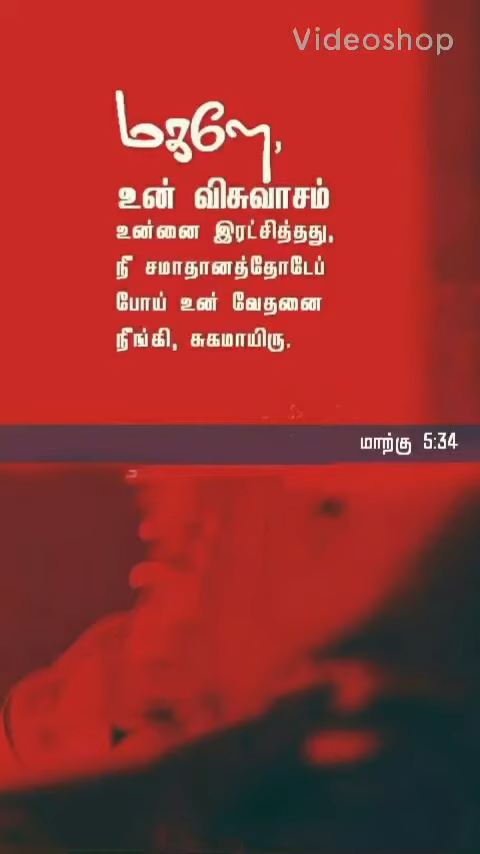 Videoshop
மகளே,
உன் விசுவாசம்
உன்னை இரட்சித்தது,
நீ சமாதானத்தோடேப்
போய் உன் வேதனை
நீங்கி, சுகமாயிரு.
மாற்கு 5:34